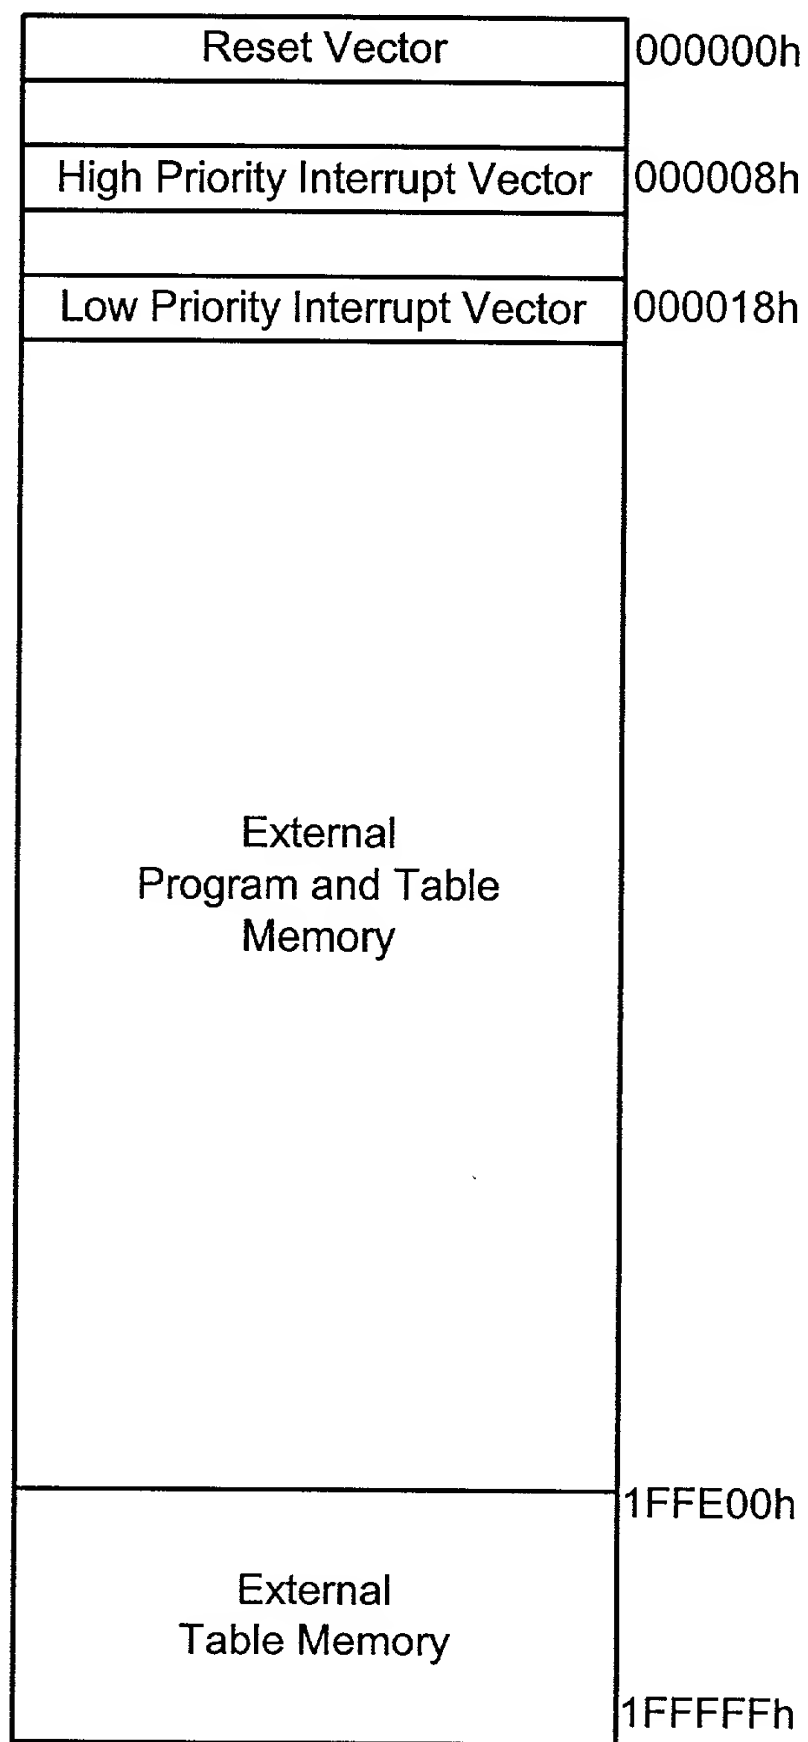 Reset Vector 000000h
High Priority Interrupt Vector 000008h
Low Priority Interrupt Vector 000018h
External
Program and Table
Memory
1FFE00h
External
Table Memory
1FFFFFh